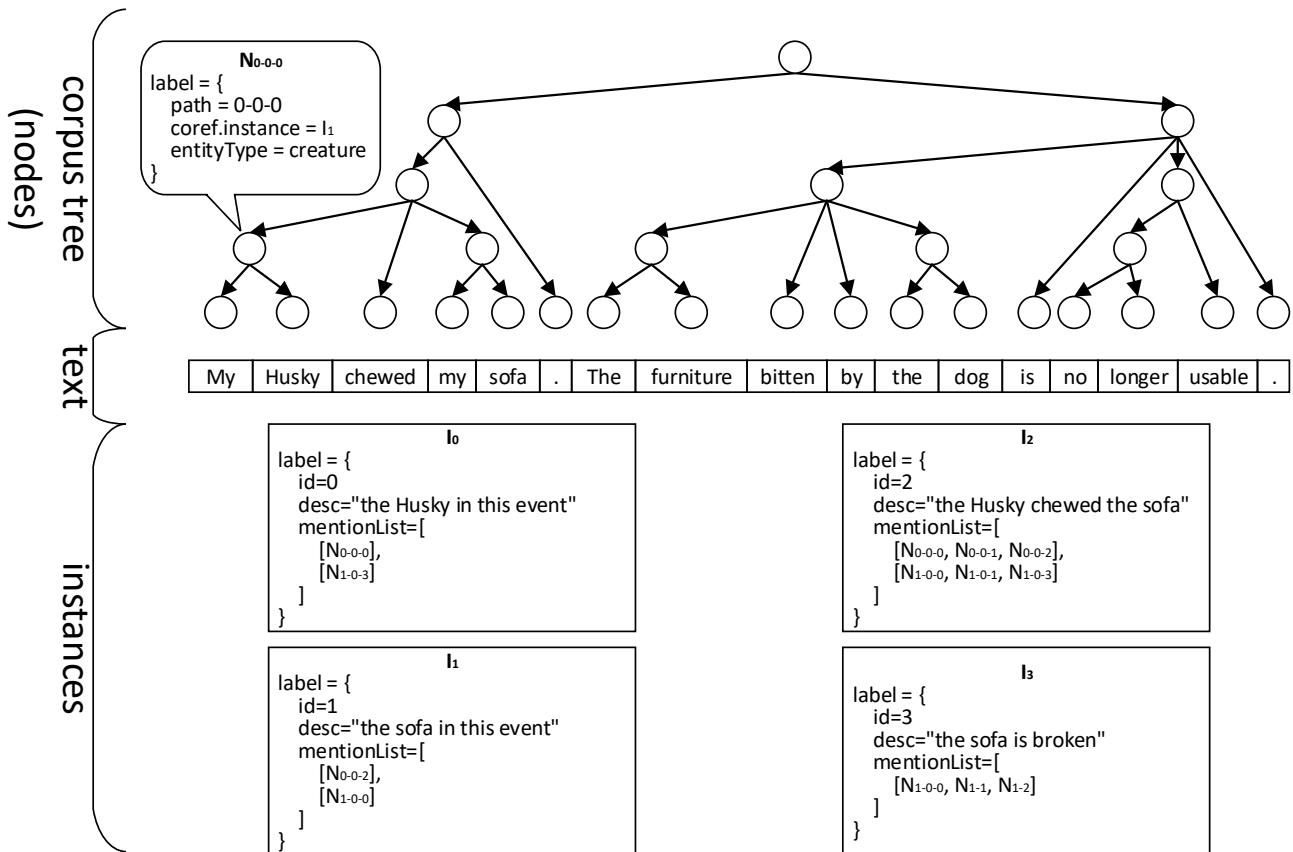 corpus tree
(nodes)
N0-0-0
label = {
path = 0-0-0
coref.instance = I1
entityType = creature
}
text
My Husky chewed my sofa . The furniture bitten by the dog is no longer usable .
instances
I0
label = {
id=0
desc="the Husky in this event"
mentionList=[
[N0-0-0],
[N1-0-3]
]
}
I2
label = {
id=2
desc="the Husky chewed the sofa"
mentionList=[
[N0-0-0, N0-0-1, N0-0-2],
[N1-0-0, N1-0-1, N1-0-3]
]
}
I1
label = {
id=1
desc="the sofa in this event"
mentionList=[
[N0-0-2],
[N1-0-0]
]
}
I3
label = {
id=3
desc="the sofa is broken"
mentionList=[
[N1-0-0, N1-1, N1-2]
]
}